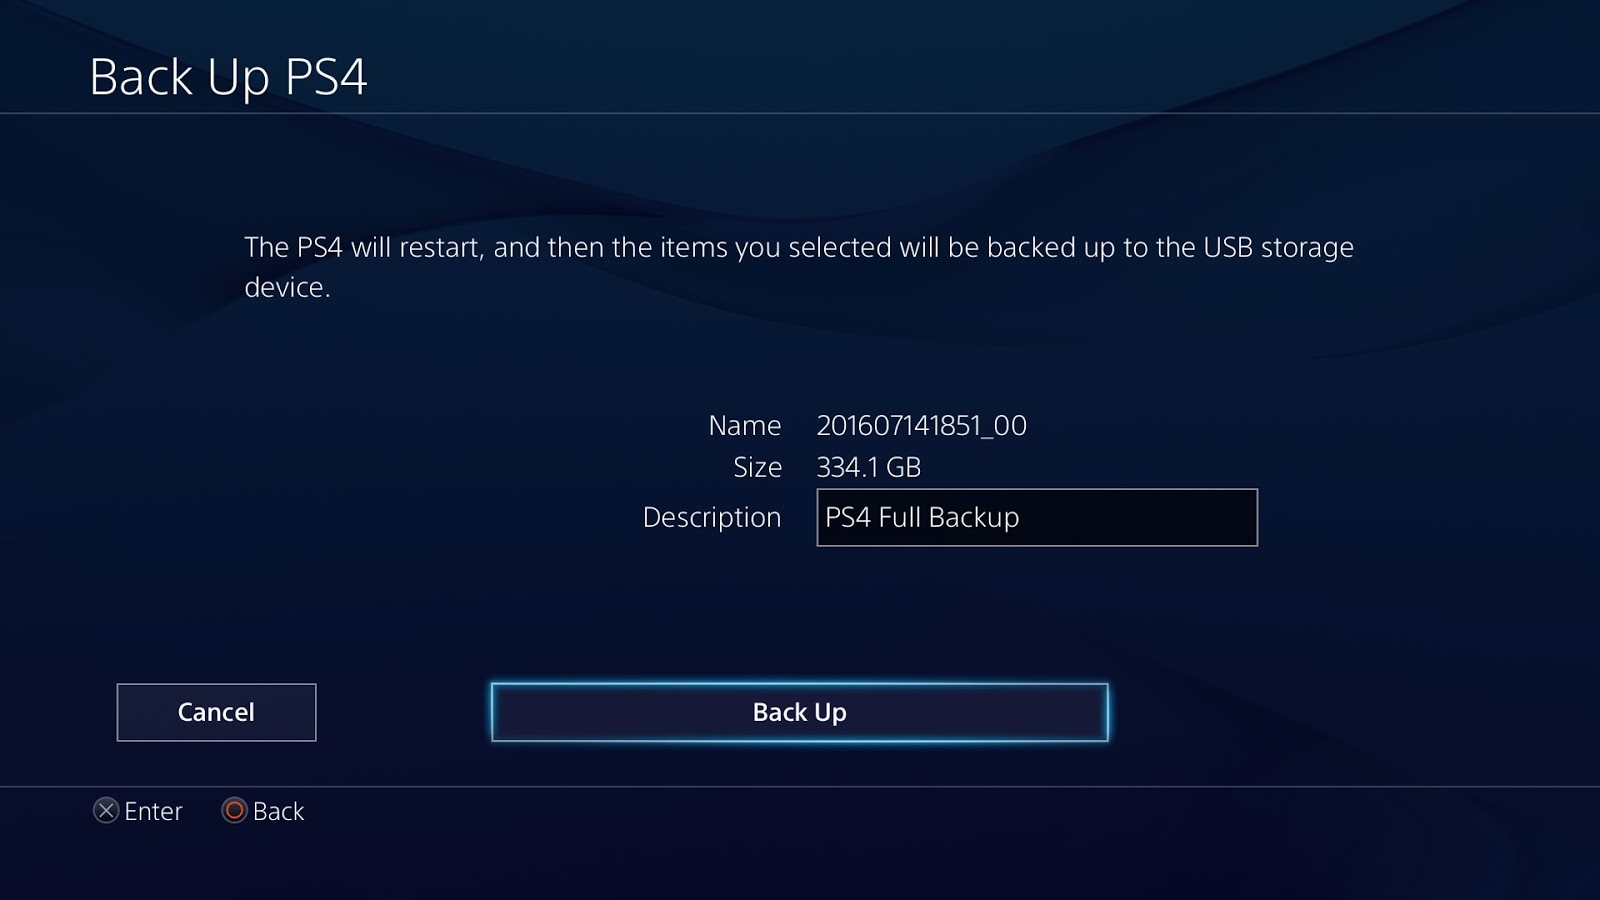 Back Up PS4
The PS4 will restart, and then the items you selected will be backed up to the USB storage
device.
Name 201607141851_00
Size 334.1 GB
Description PS4 Full Backup
Cancel Back Up
Enter Back